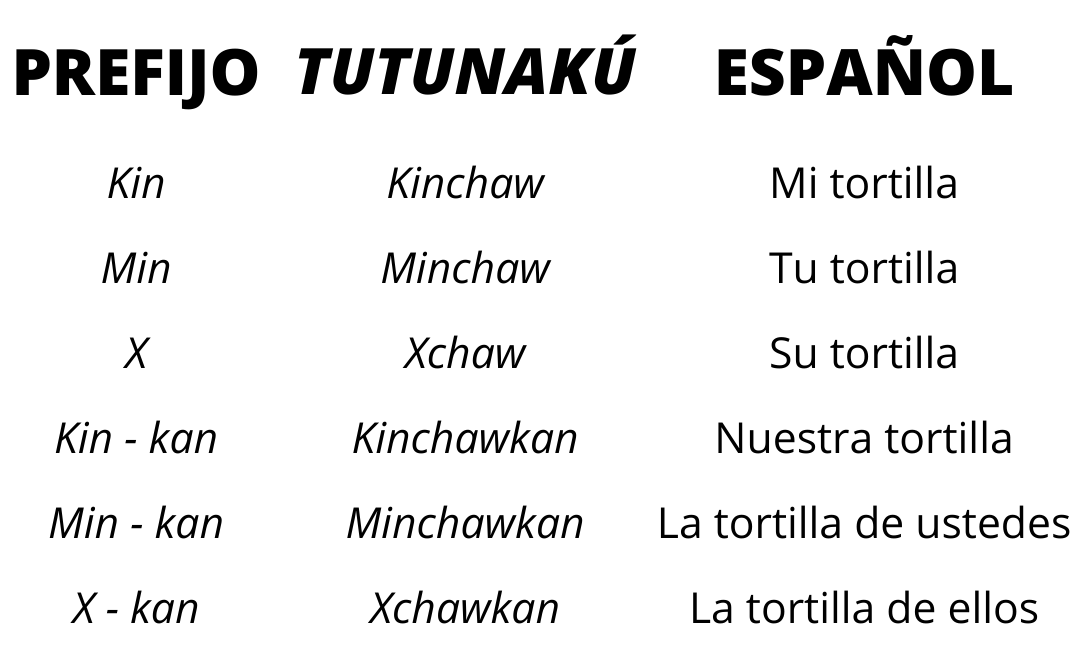 PREFIJO TUTUNAKÚ ESPAÑOL
Kin Kinchaw Mi tortilla
Min Minchaw Tu tortilla
X Xchaw Su tortilla
Kin - kan Kinchawkan Nuestra tortilla
Min - kan Minchawkan La tortilla de ustedes
X - kan Xchawkan La tortilla de ellos